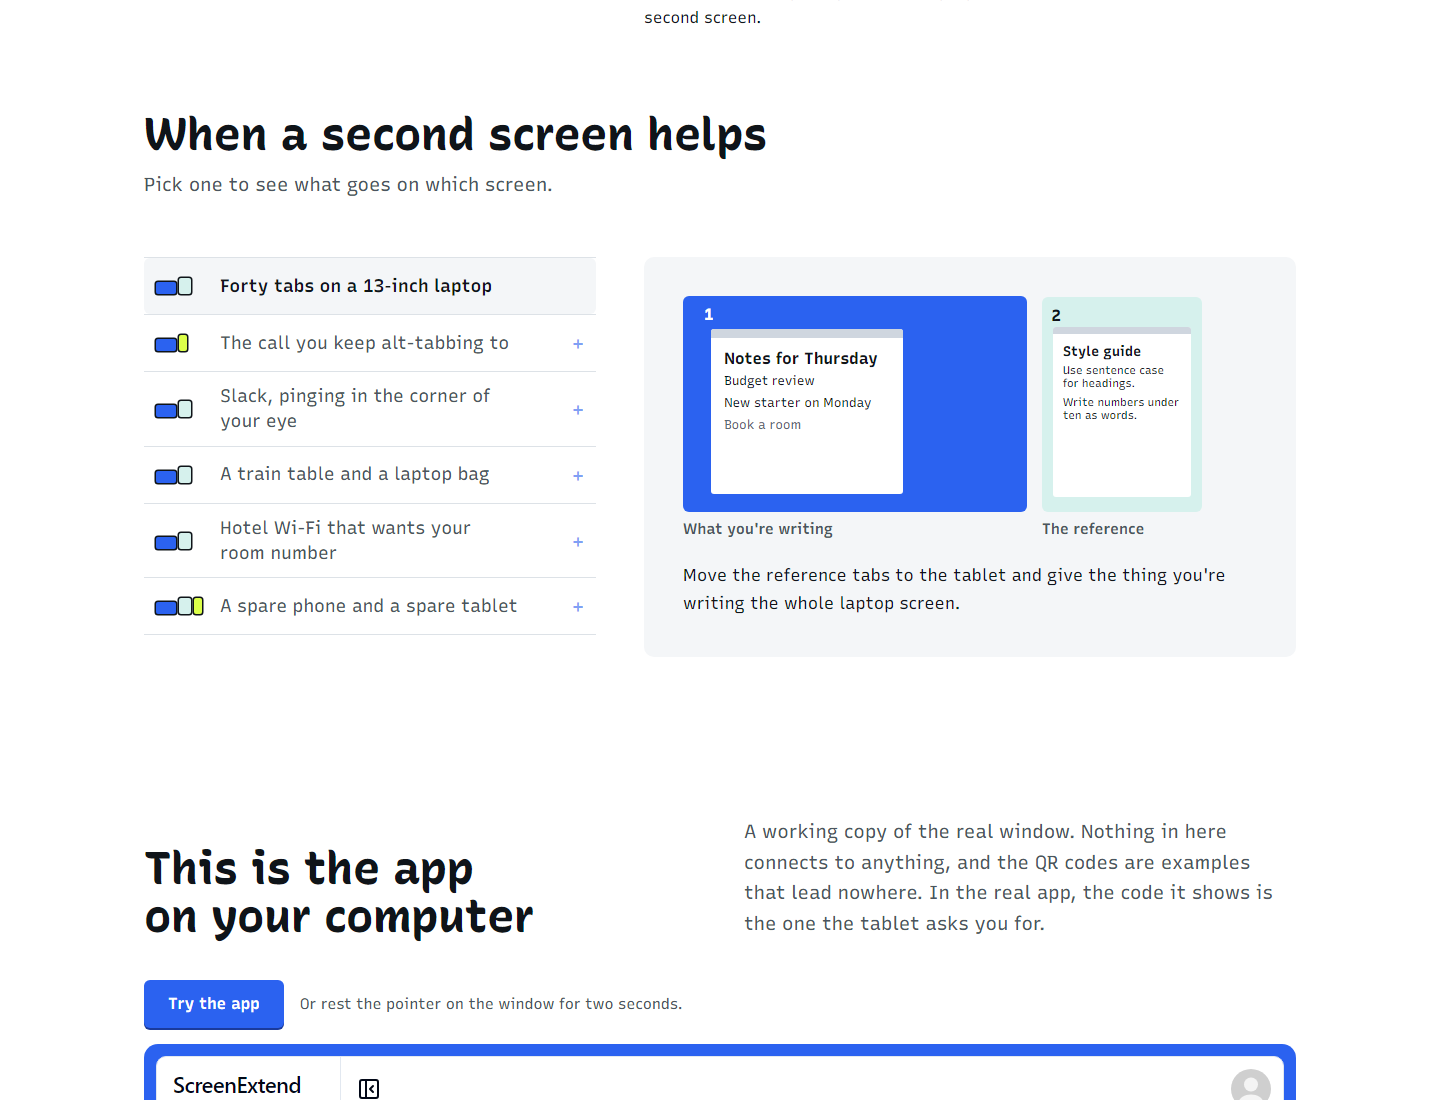 second screen.
When a second screen helps
Pick one to see what goes on which screen.
Forty tabs on a 13-inch laptop
The call you keep alt-tabbing to
+
Slack, pinging in the corner of
your eye
+
A train table and a laptop bag
+
Hotel Wi-Fi that wants your
room number
+
A spare phone and a spare tablet
+
1
Notes for Thursday
Budget review
New starter on Monday
Book a room
What you're writing
2
Style guide
Use sentence case
for headings.
Write numbers under
ten as words.
The reference
Move the reference tabs to the tablet and give the thing you're
writing the whole laptop screen.
This is the app
on your computer
A working copy of the real window. Nothing in here
connects to anything, and the QR codes are examples
that lead nowhere. In the real app, the code it shows is
the one the tablet asks you for.
Try the app
Or rest the pointer on the window for two seconds.
ScreenExtend